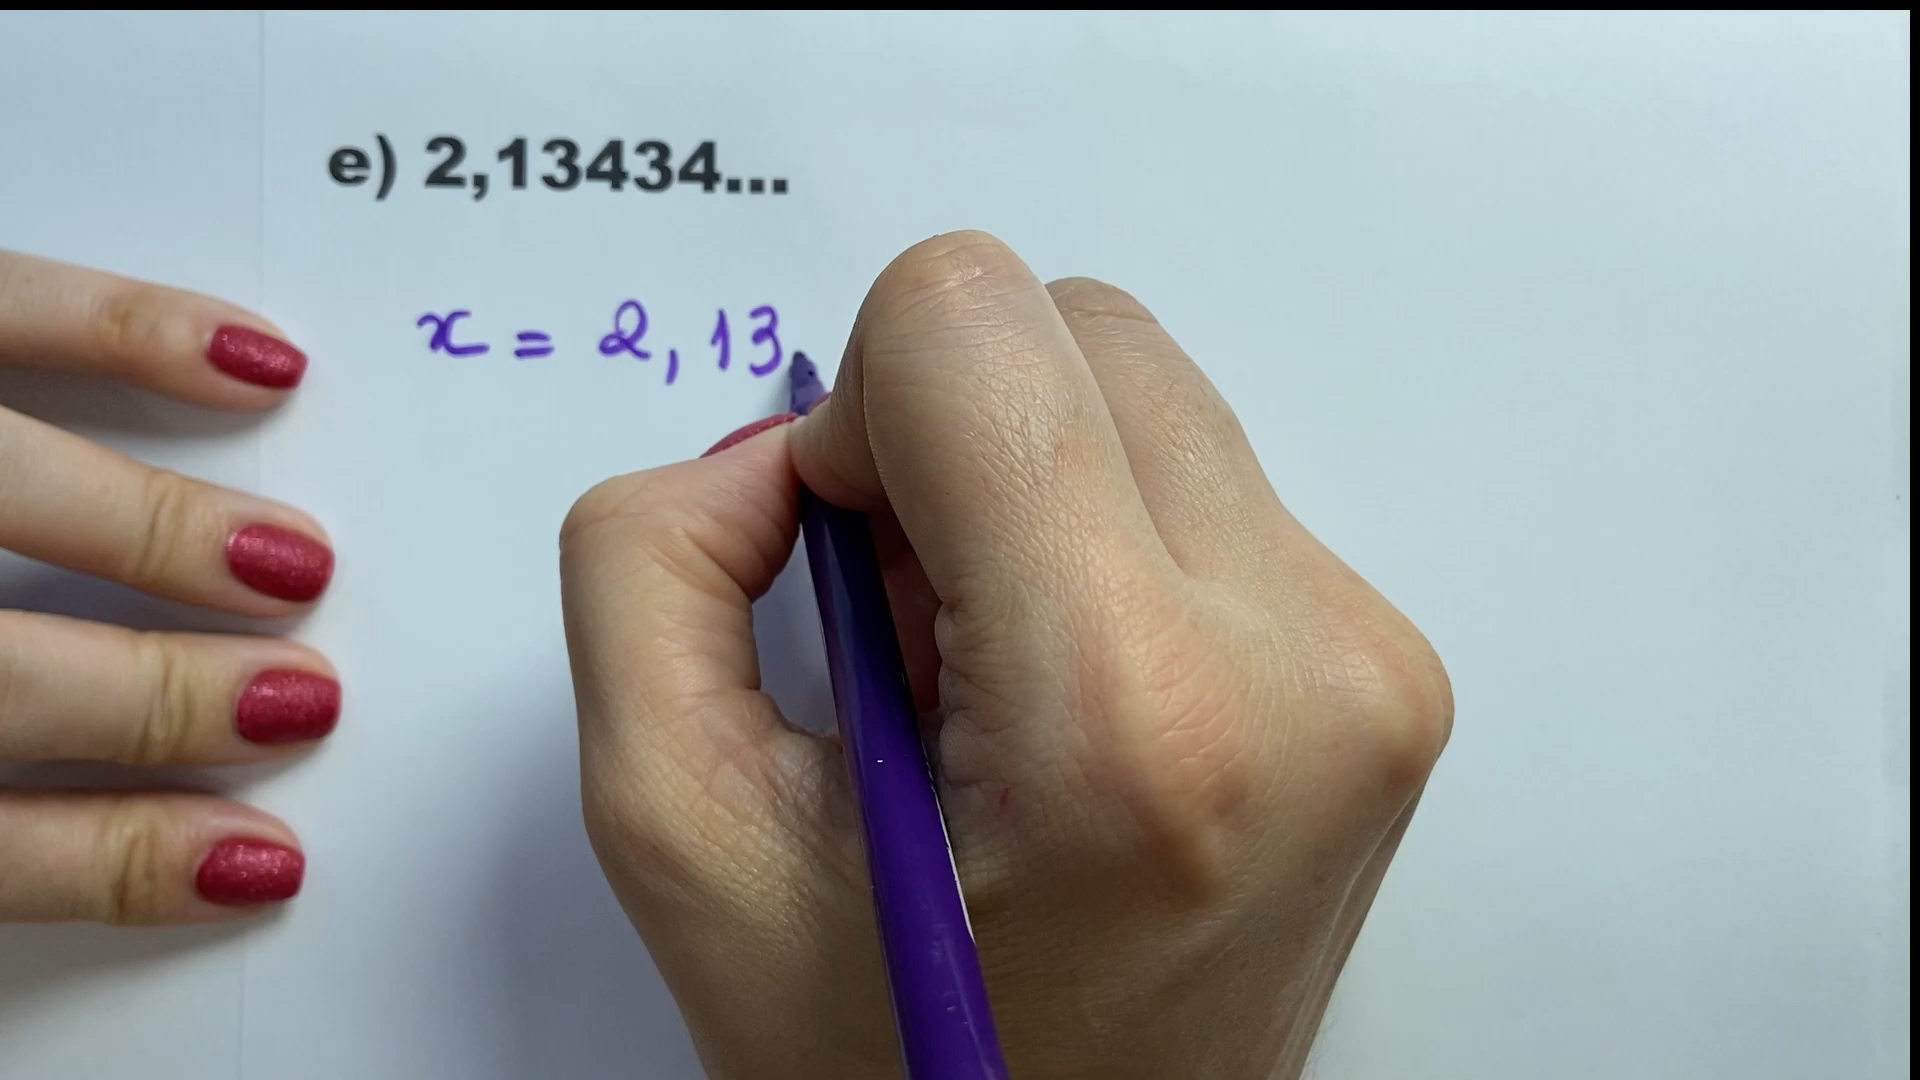 e) 2,13434...
x = 2,13